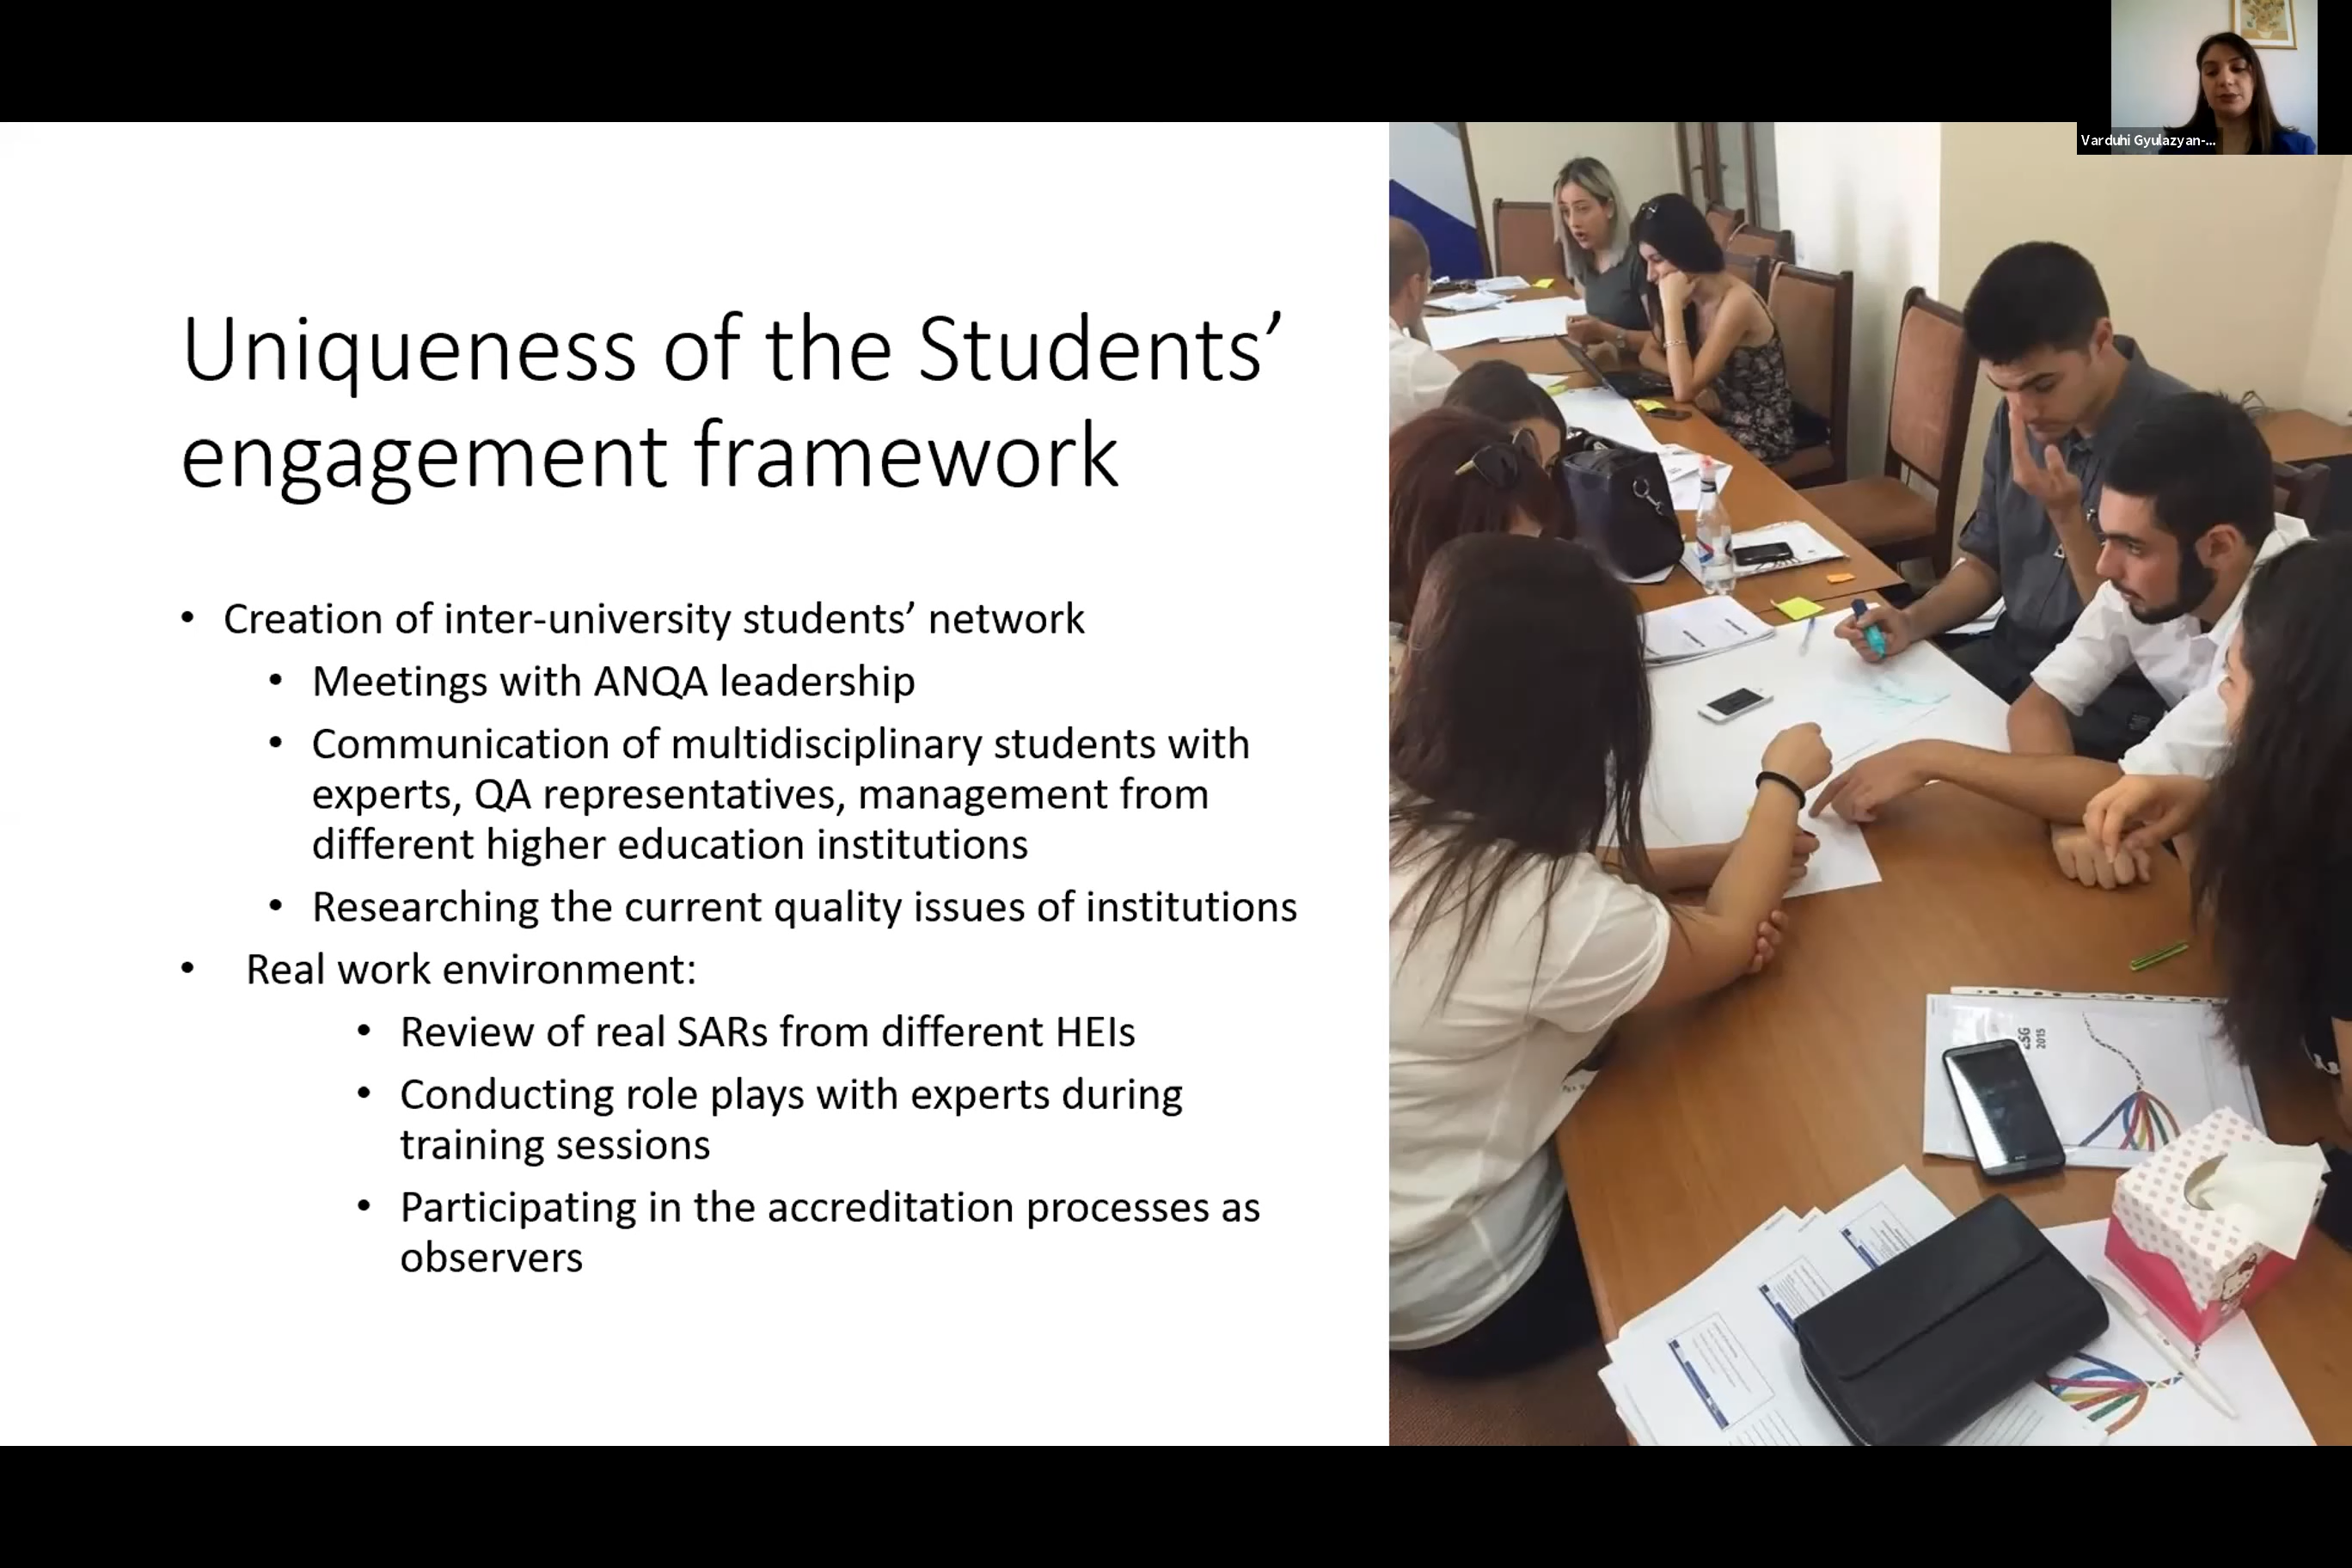 Varduhi Gyulazyan-...
Uniqueness of the Students’
engagement framework
• Creation of inter-university students’ network
• Meetings with ANQA leadership
• Communication of multidisciplinary students with
experts, QA representatives, management from
different higher education institutions
• Researching the current quality issues of institutions
• Real work environment:
• Review of real SARs from different HEIs
• Conducting role plays with experts during
training sessions
• Participating in the accreditation processes as
observers
ESG
2015